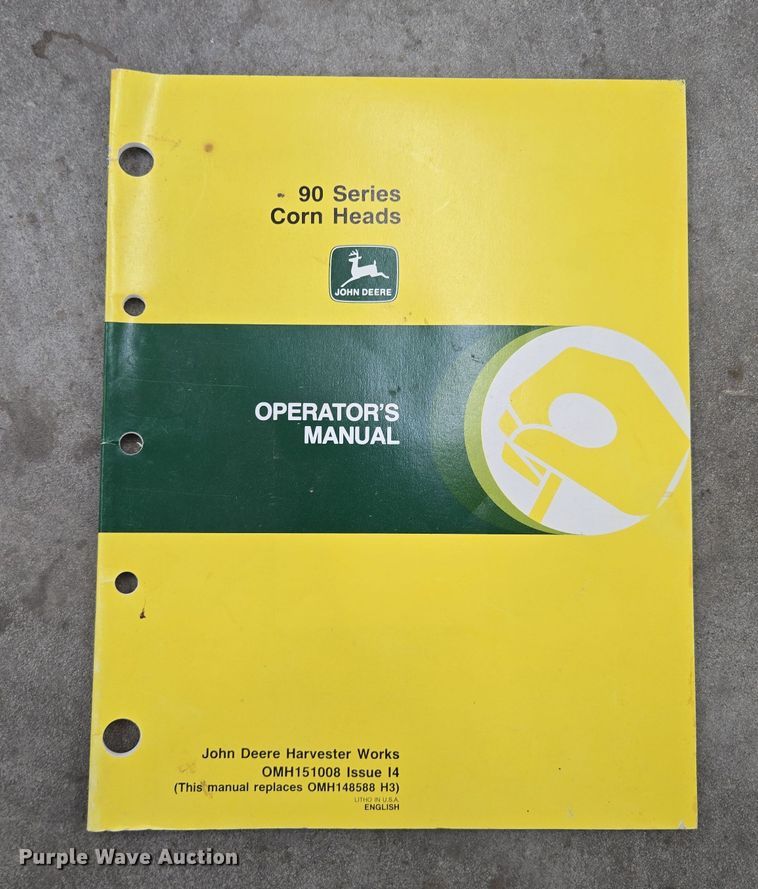 90 Series
Corn Heads
JOHN DEERE
OPERATOR'S
MANUAL
John Deere Harvester Works
OMH151008 Issue I4
(This manual replaces OMH148588 H3)
LITHO IN U.S.A.
ENGLISH
Purple Wave Auction